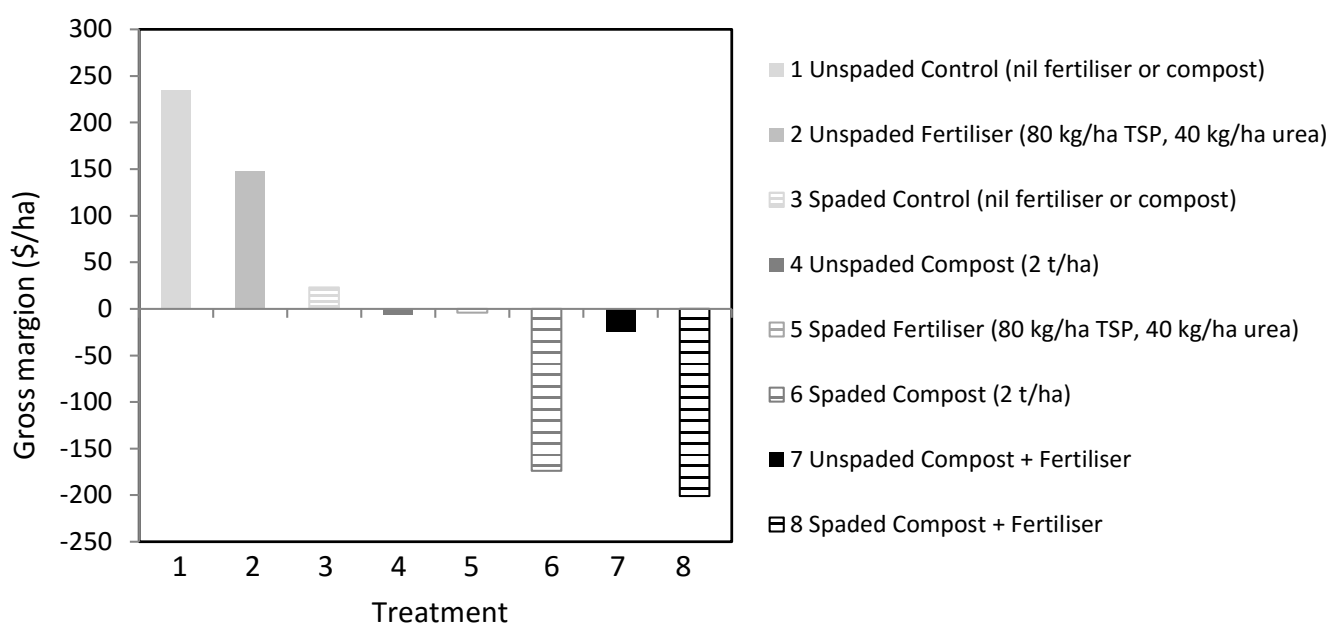 300
250
200
150
100
50
0
-50
-100
-150
-200
-250
Gross margion ($/ha)
1 2 3 4 5 6 7 8
Treatment
1 Unspaded Control (nil fertiliser or compost)
2 Unspaded Fertiliser (80 kg/ha TSP, 40 kg/ha urea)
3 Spaded Control (nil fertiliser or compost)
4 Unspaded Compost (2 t/ha)
5 Spaded Fertiliser (80 kg/ha TSP, 40 kg/ha urea)
6 Spaded Compost (2 t/ha)
7 Unspaded Compost + Fertiliser
8 Spaded Compost + Fertiliser